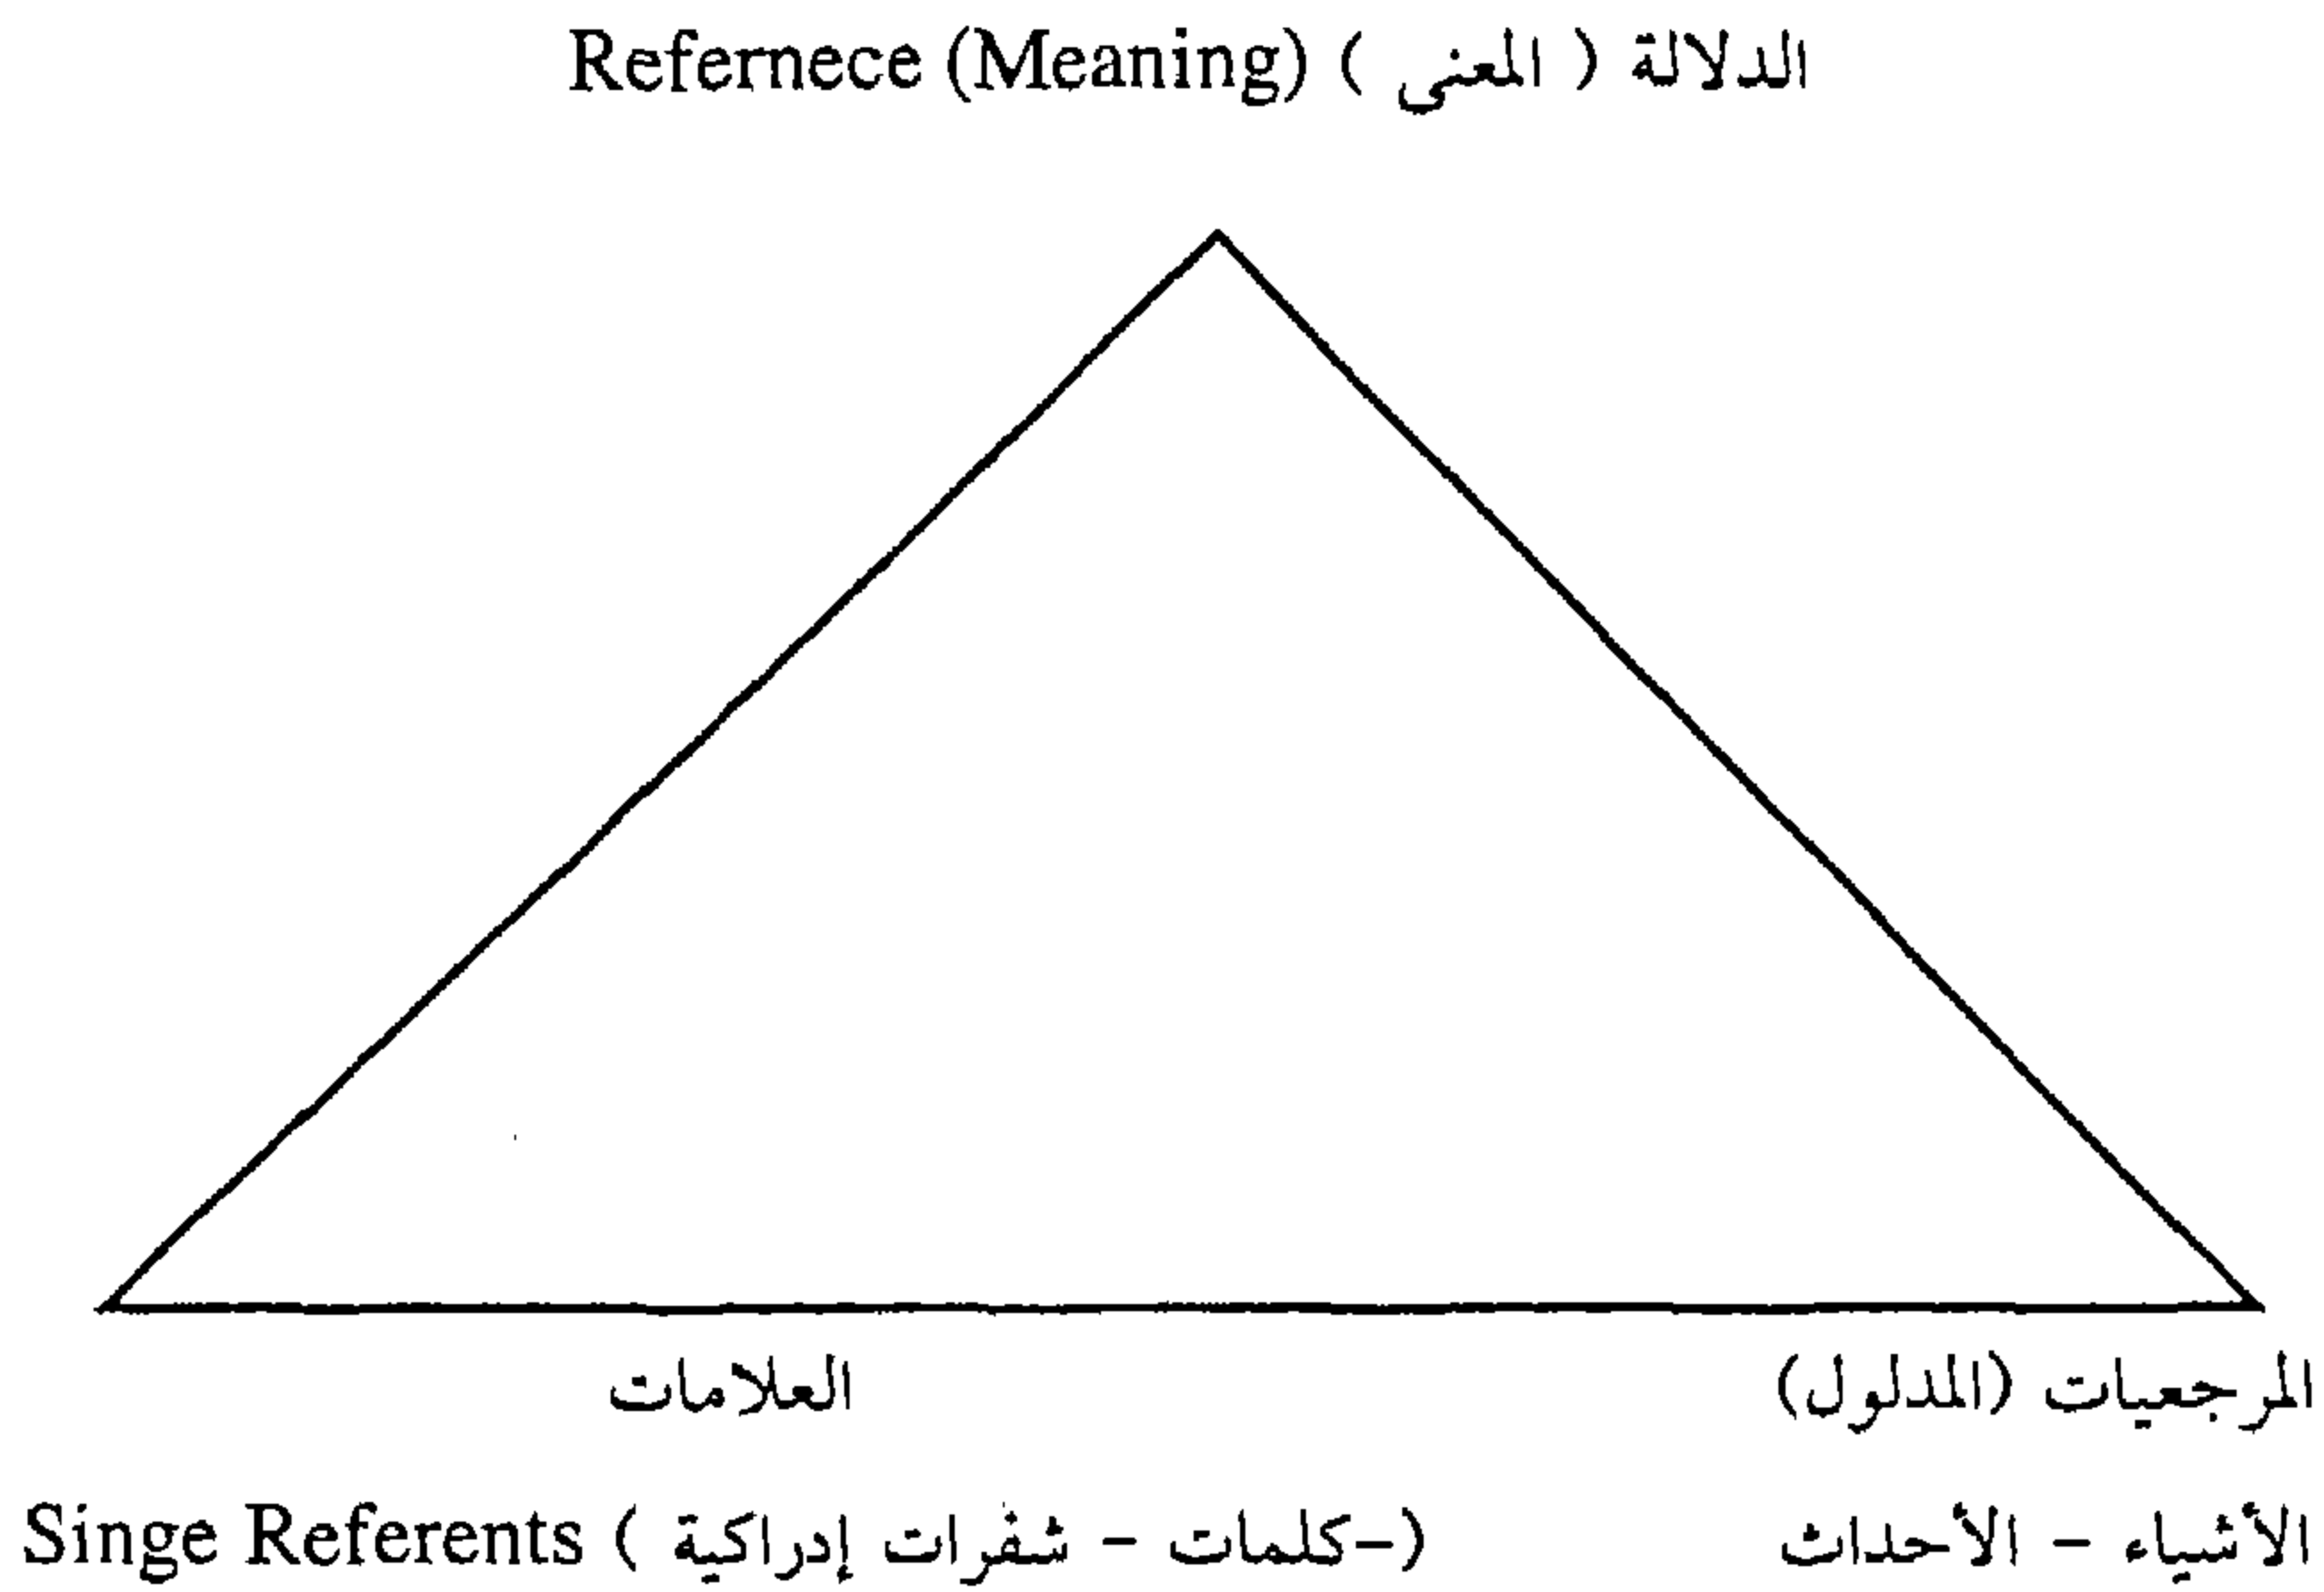 الدلالة ( المعنى ) Refernece (Meaning)
المرجعيات (المدلول) العلامات
الأشياء – الأحداث (-كلمات – شفرات إدراكية ) Singe Referents